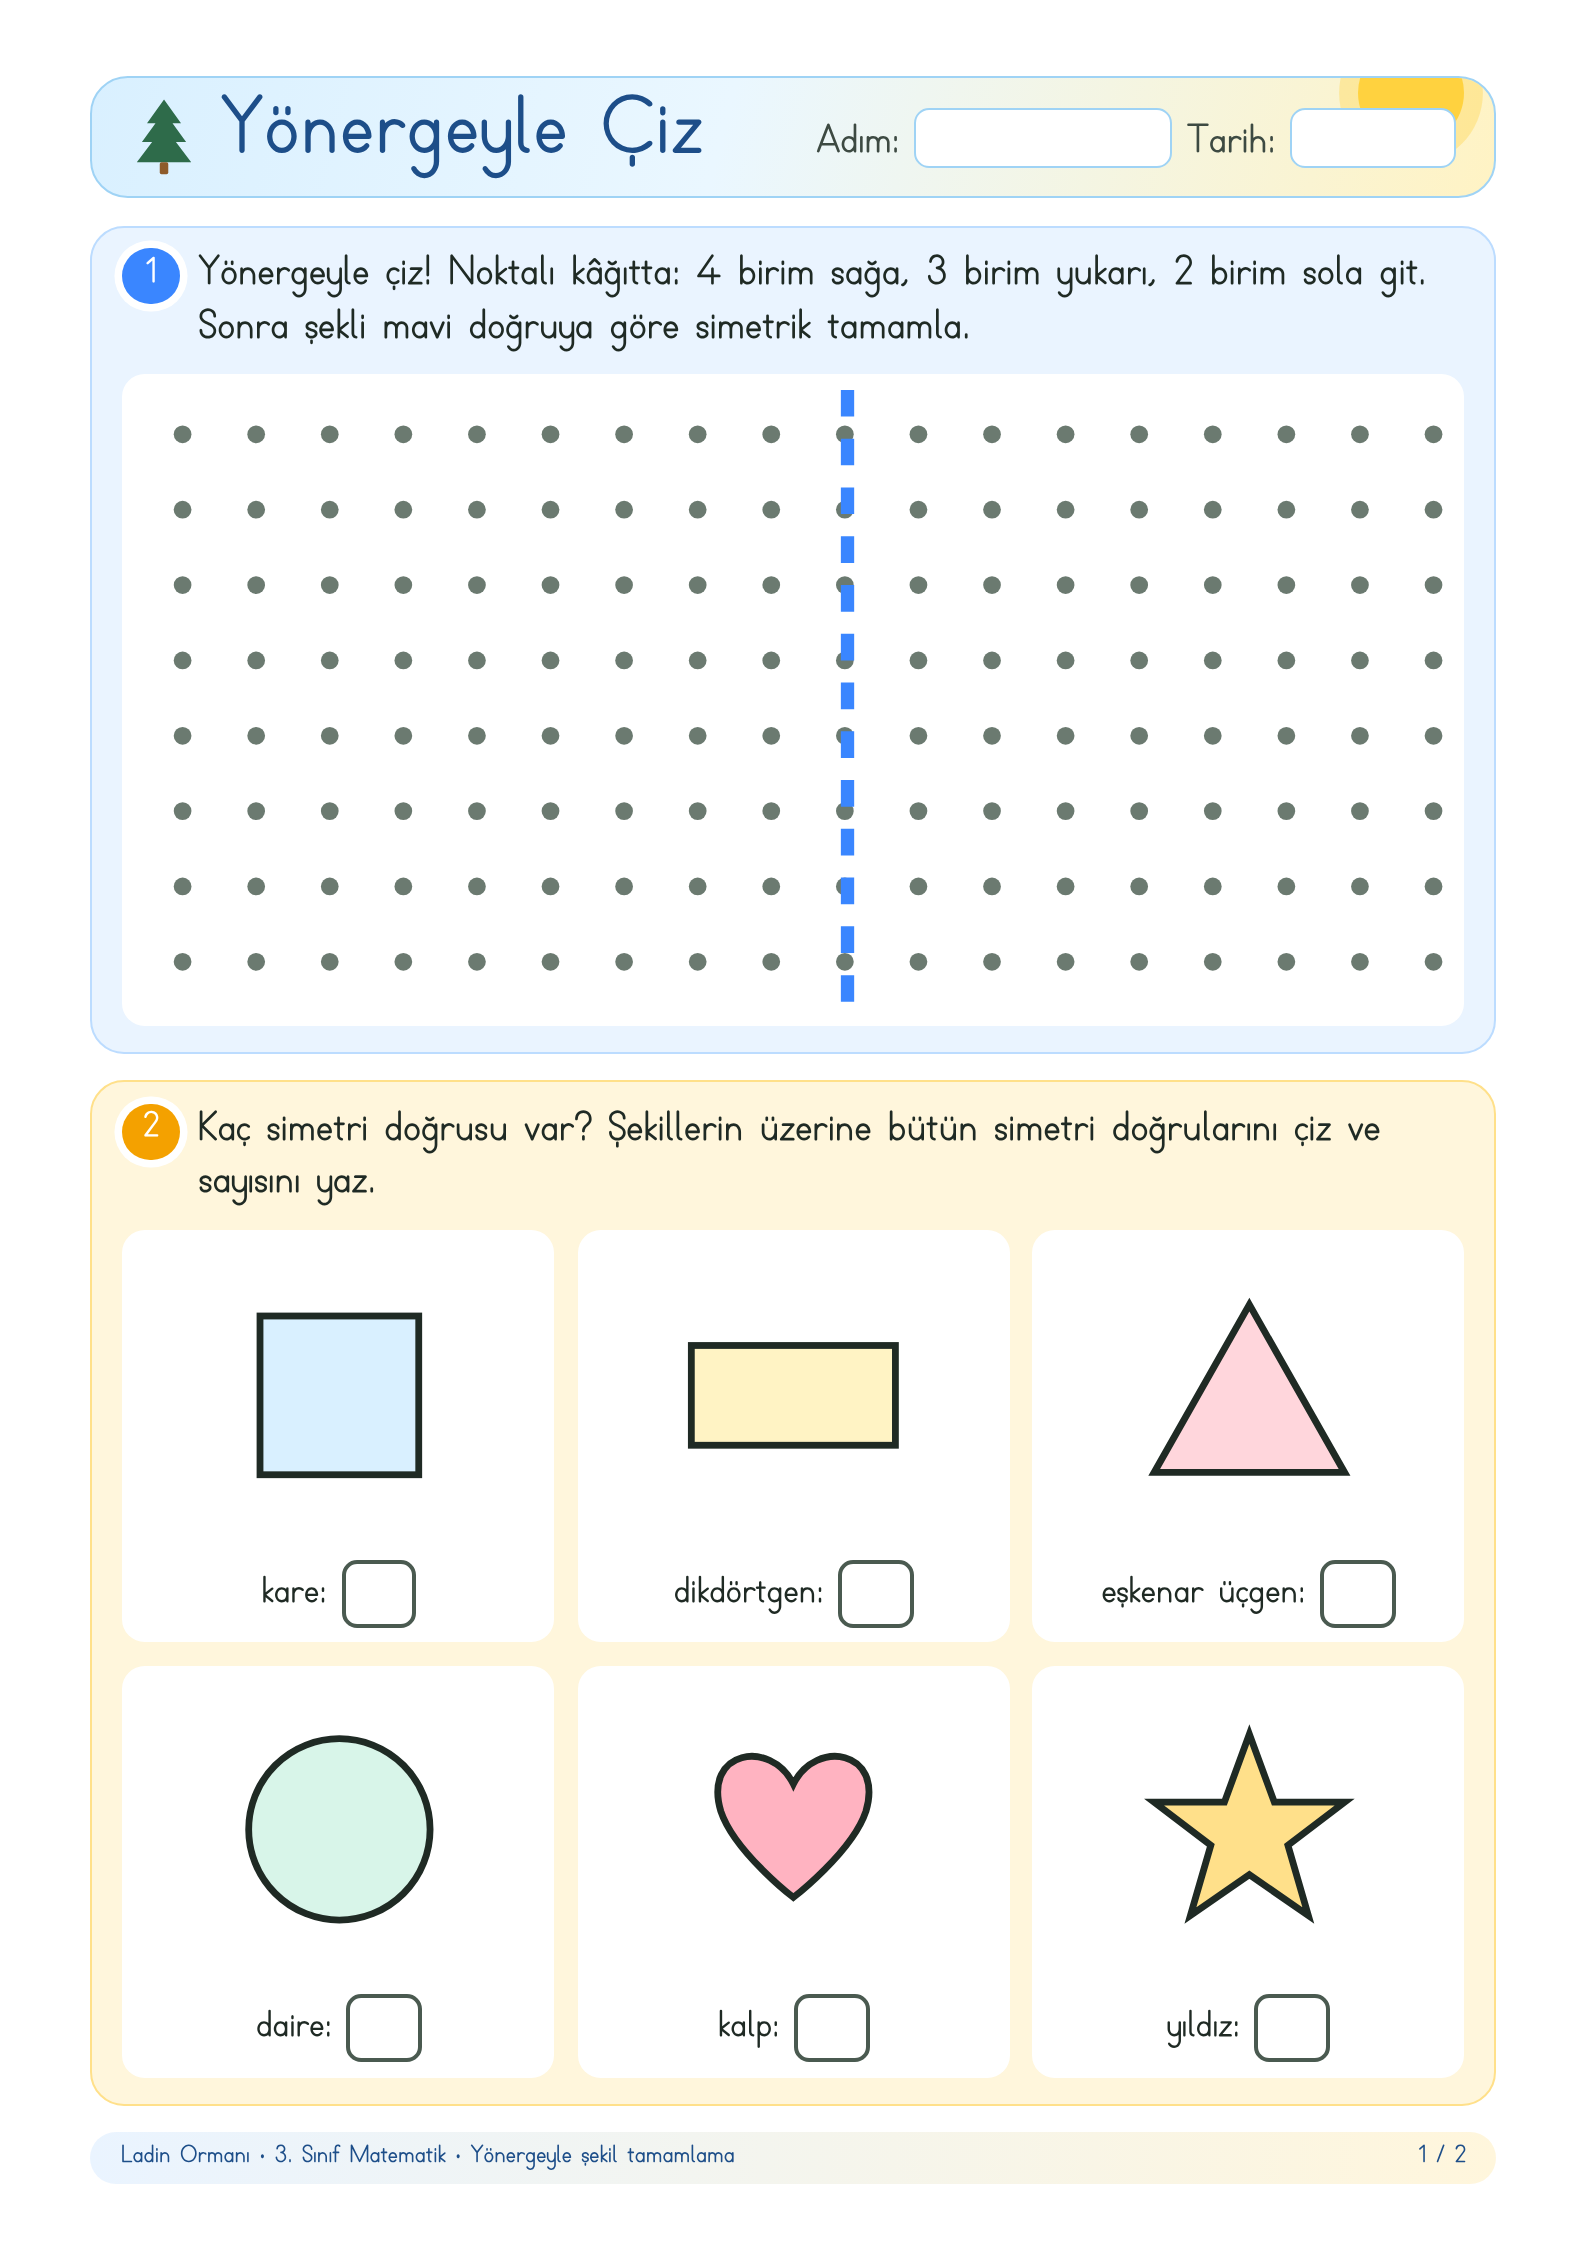 Yönergeyle Çiz
Adım:
Tarih:
1
Yönergeyle çiz! Noktalı kâğıtta: 4 birim sağa, 3 birim yukarı, 2 birim sola git.
Sonra şekli mavi doğruya göre simetrik tamamla.
2
Kaç simetri doğrusu var? Şekillerin üzerine bütün simetri doğrularını çiz ve
sayısını yaz.
kare:
dikdörtgen:
eşkenar üçgen:
daire:
kalp:
yıldız:
Ladin Ormanı • 3. Sınıf Matematik • Yönergeyle şekil tamamlama
1 / 2